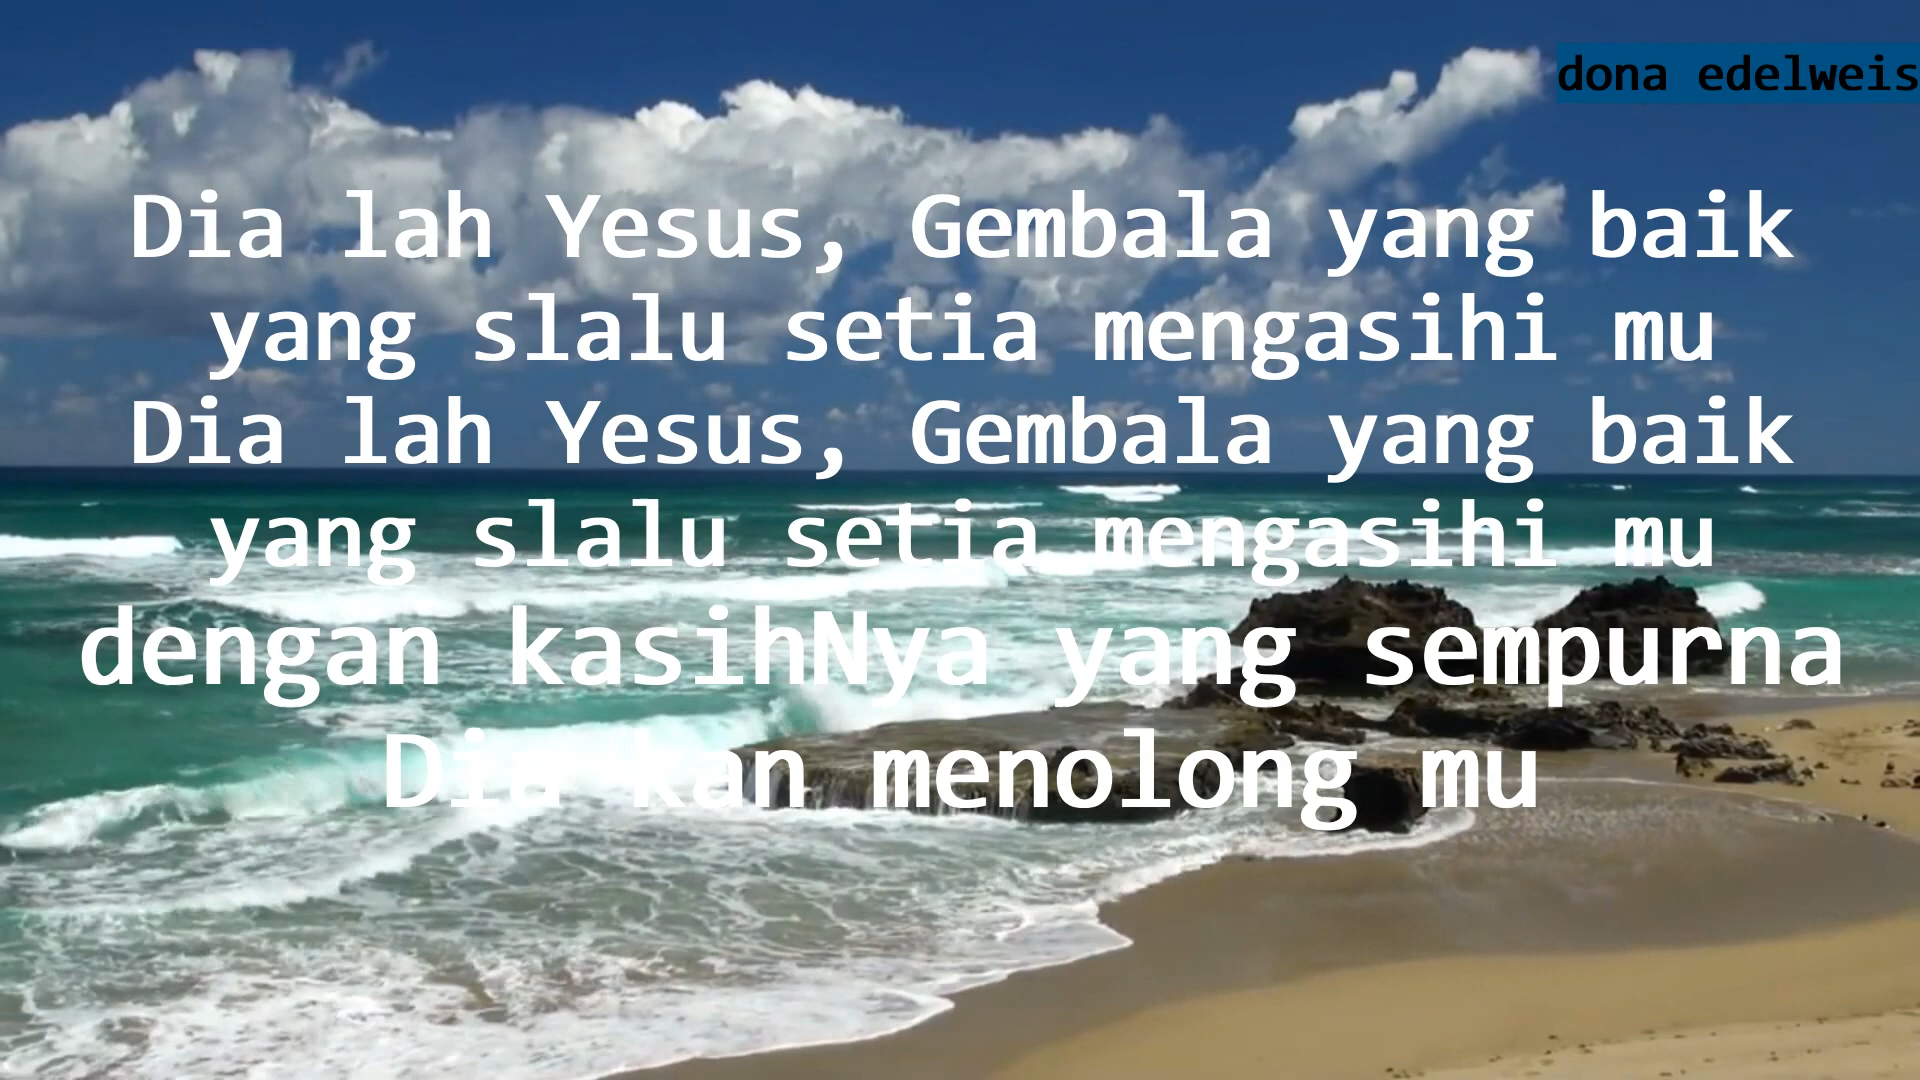 dona edelweis
Dia lah Yesus, Gembala yang baik
yang slalu setia mengasihi mu
Dia lah Yesus, Gembala yang baik
yang slalu setia mengasihi mu
dengan kasihNya yang sempurna
Dia kan menolong mu